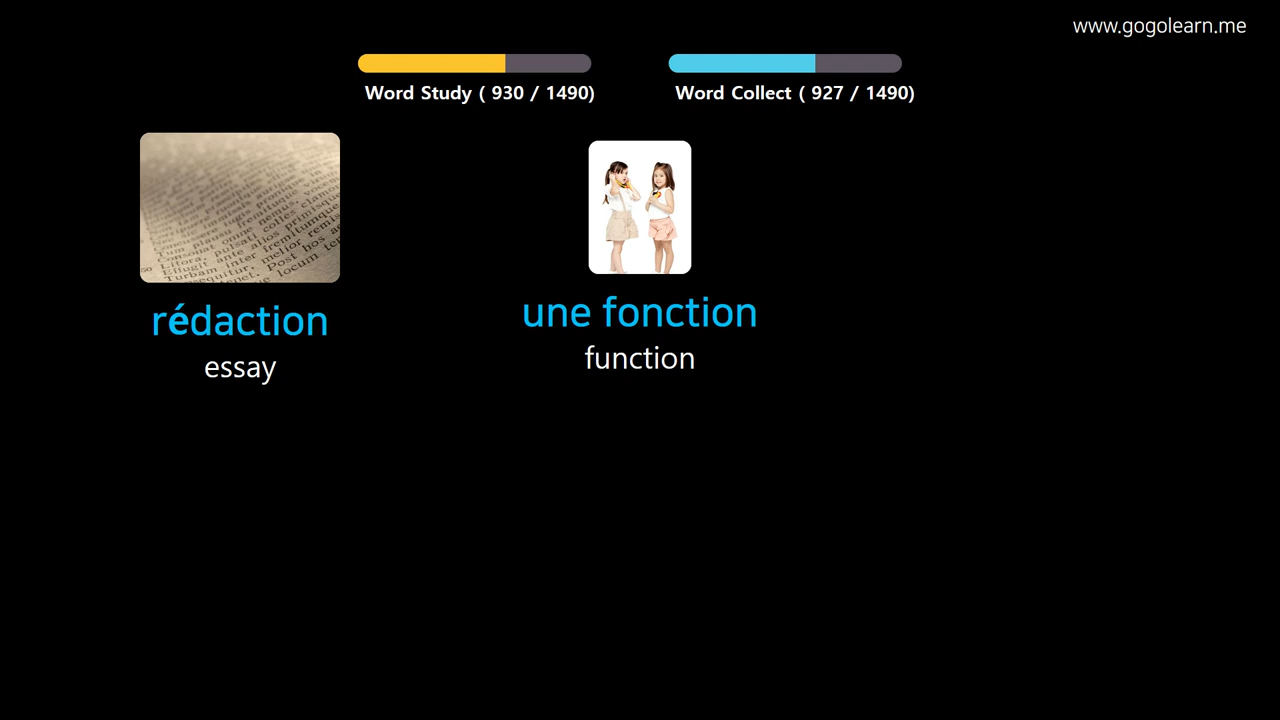 www.gogolearn.me
Word Study ( 930 / 1490)
Word Collect ( 927 / 1490)
rédaction
essay
une fonction
function